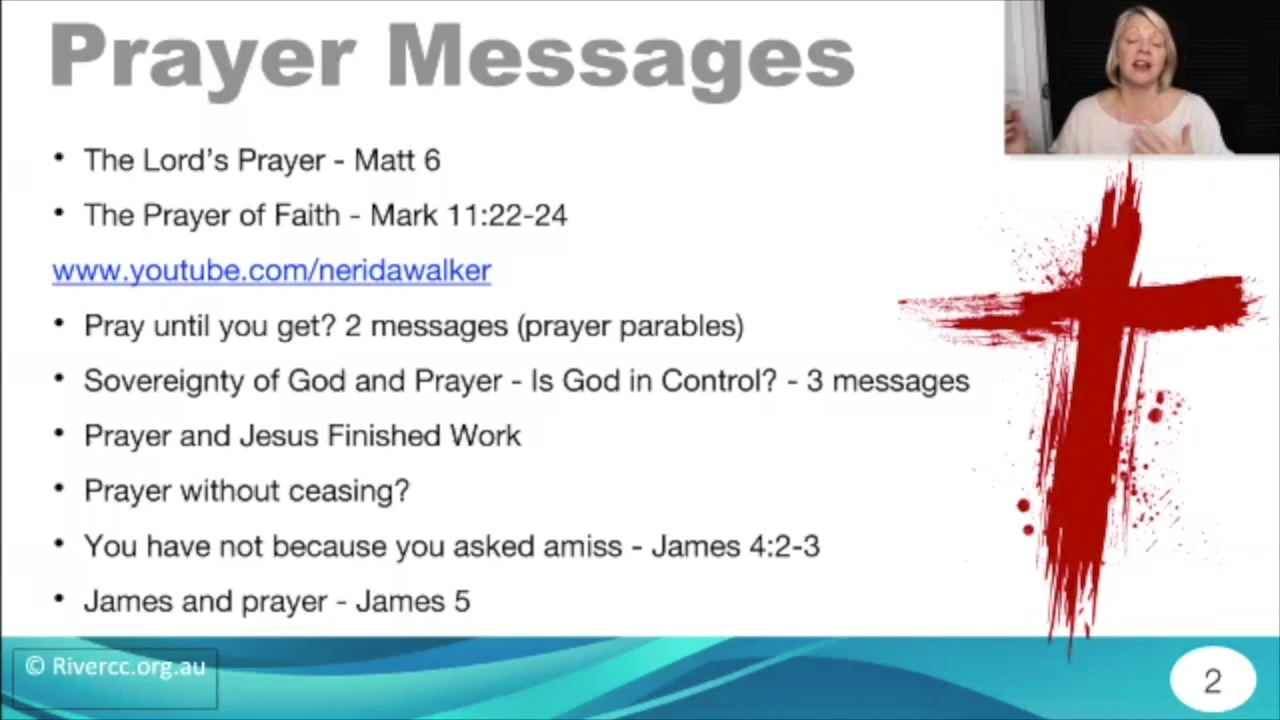 Prayer Messages
• The Lord's Prayer - Matt 6
• The Prayer of Faith - Mark 11:22-24
www.youtube.com/neridawalker
• Pray until you get? 2 messages (prayer parables)
• Sovereignty of God and Prayer - Is God in Control? - 3 messages
• Prayer and Jesus Finished Work
• Prayer without ceasing?
• You have not because you asked amiss - James 4:2-3
• James and prayer - James 5
© Rivercc.org.au
2